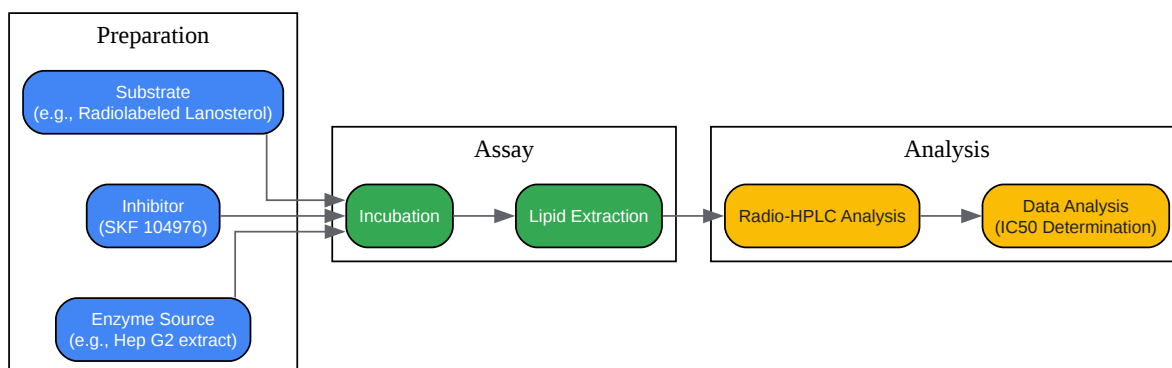 Preparation
Substrate
(e.g., Radiolabeled Lanosterol)
Inhibitor
(SKF 104976)
Enzyme Source
(e.g., Hep G2 extract)
Assay
Incubation
Lipid Extraction
Analysis
Radio-HPLC Analysis
Data Analysis
(IC50 Determination)